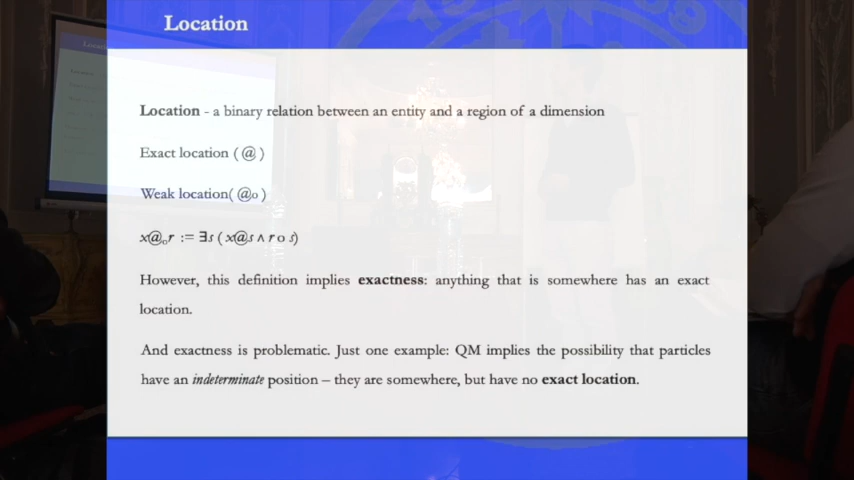 Location
Location - a binary relation between an entity and a region of a dimension
Exact location ( @ )
Weak location( @o )
x@ₒr := ∃s ( x@s ∧ r o s)
However, this definition implies exactness: anything that is somewhere has an exact
location.
And exactness is problematic. Just one example: QM implies the possibility that particles
have an indeterminate position – they are somewhere, but have no exact location.